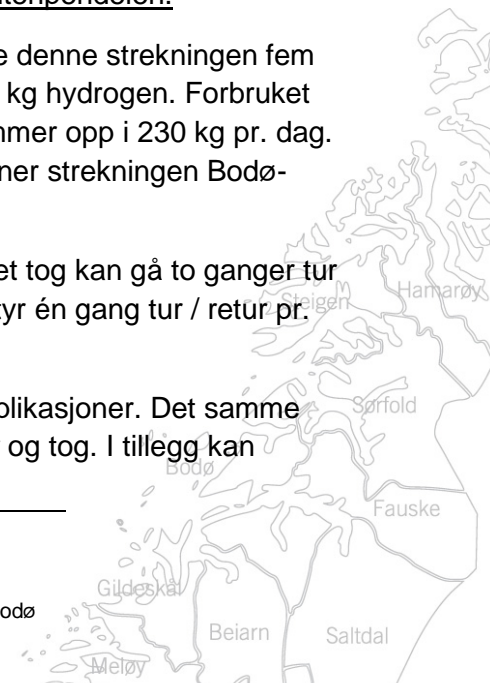 ltenpendelen.
e denne strekningen fem
kg hydrogen. Forbruket
mmer opp i 230 kg pr. dag.
ner strekningen Bodø-
et tog kan gå to ganger tur
Steigen
Hamarøy
tyr én gang tur / retur pr.
plikasjoner. Det samme
Sørfold
r og tog. I tillegg kan
Bodø
Fauske
Gildeskål
odø
Beiarn
Saltdal
Meløy